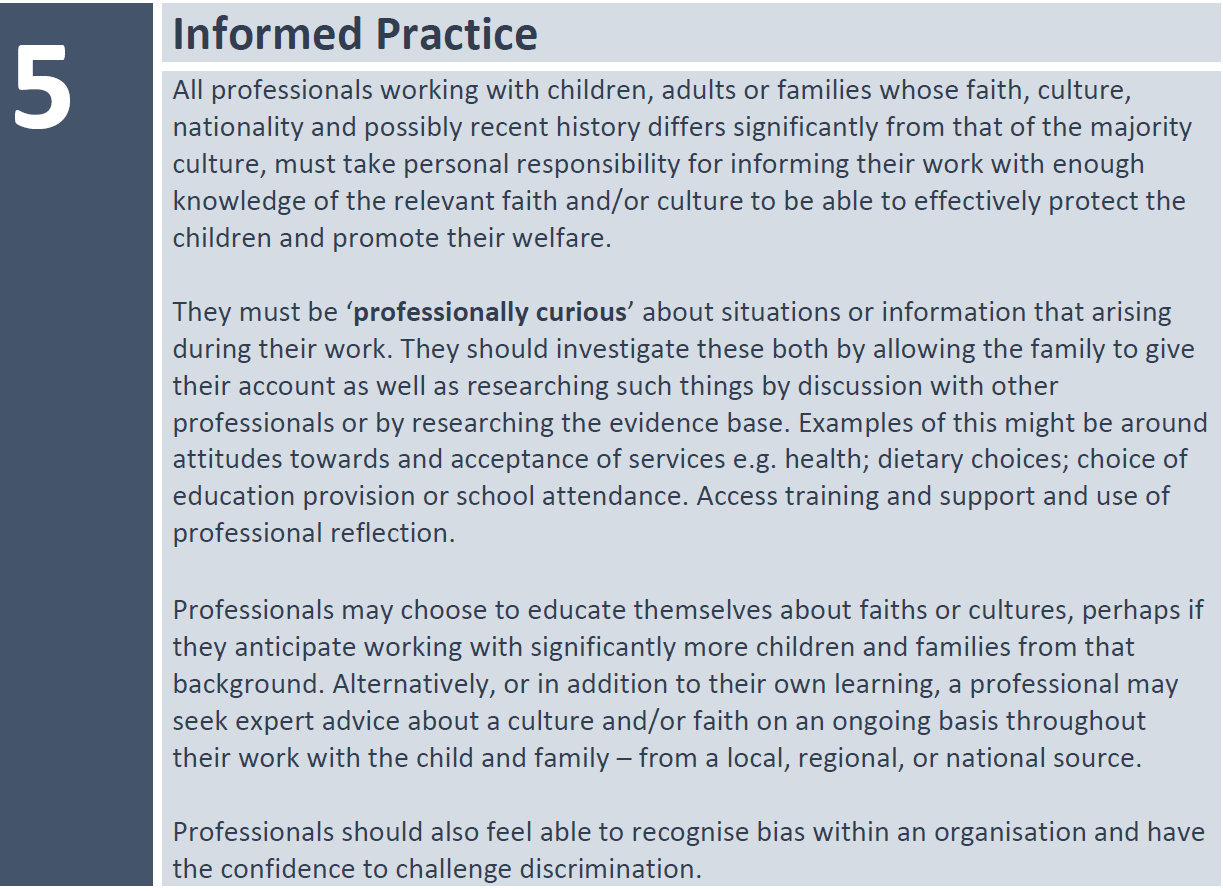 5
Informed Practice
All professionals working with children, adults or families whose faith, culture,
nationality and possibly recent history differs significantly from that of the majority
culture, must take personal responsibility for informing their work with enough
knowledge of the relevant faith and/or culture to be able to effectively protect the
children and promote their welfare.
They must be ‘professionally curious’ about situations or information that arising
during their work. They should investigate these both by allowing the family to give
their account as well as researching such things by discussion with other
professionals or by researching the evidence base. Examples of this might be around
attitudes towards and acceptance of services e.g. health; dietary choices; choice of
education provision or school attendance. Access training and support and use of
professional reflection.
Professionals may choose to educate themselves about faiths or cultures, perhaps if
they anticipate working with significantly more children and families from that
background. Alternatively, or in addition to their own learning, a professional may
seek expert advice about a culture and/or faith on an ongoing basis throughout
their work with the child and family – from a local, regional, or national source.
Professionals should also feel able to recognise bias within an organisation and have
the confidence to challenge discrimination.